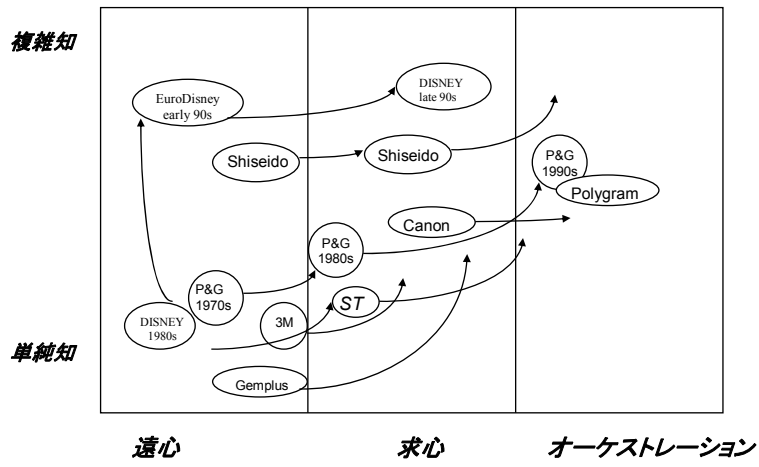 複雑知
DISNEY
late 90s
EuroDisney
early 90s
Shiseido
Shiseido
P&G
1990s
Polygram
Canon
P&G
1980s
P&G
1970s
ST
DISNEY
1980s
3M
単純知
Gemplus
遠心
求心
オーケストレーション